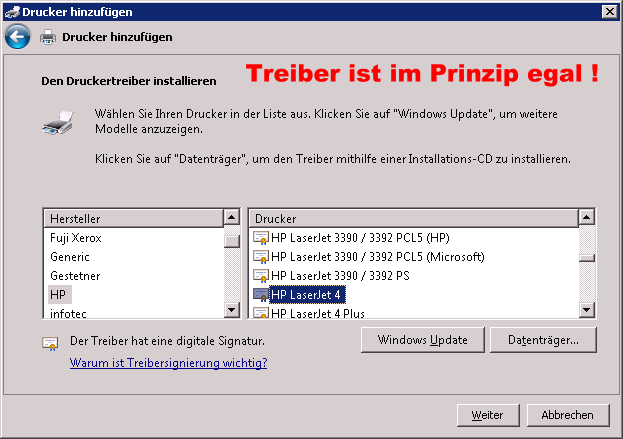 Drucker hinzufügen
Drucker hinzufügen
Treiber ist im Prinzip egal !
Den Druckertreiber installieren
Wählen Sie Ihren Drucker in der Liste aus. Klicken Sie auf "Windows Update", um weitere
Modelle anzuzeigen.
Klicken Sie auf "Datenträger", um den Treiber mithilfe einer Installations-CD zu installieren.
Hersteller
Fuji Xerox
Generic
Gestetner
HP
infotec
Drucker
HP LaserJet 3390 / 3392 PCL5 (HP)
HP LaserJet 3390 / 3392 PCL5 (Microsoft)
HP LaserJet 3390 / 3392 PS
HP LaserJet 4
HP LaserJet 4 Plus
Der Treiber hat eine digitale Signatur.
Warum ist Treibersignierung wichtig?
Windows Update
Datenträger...
Weiter
Abbrechen